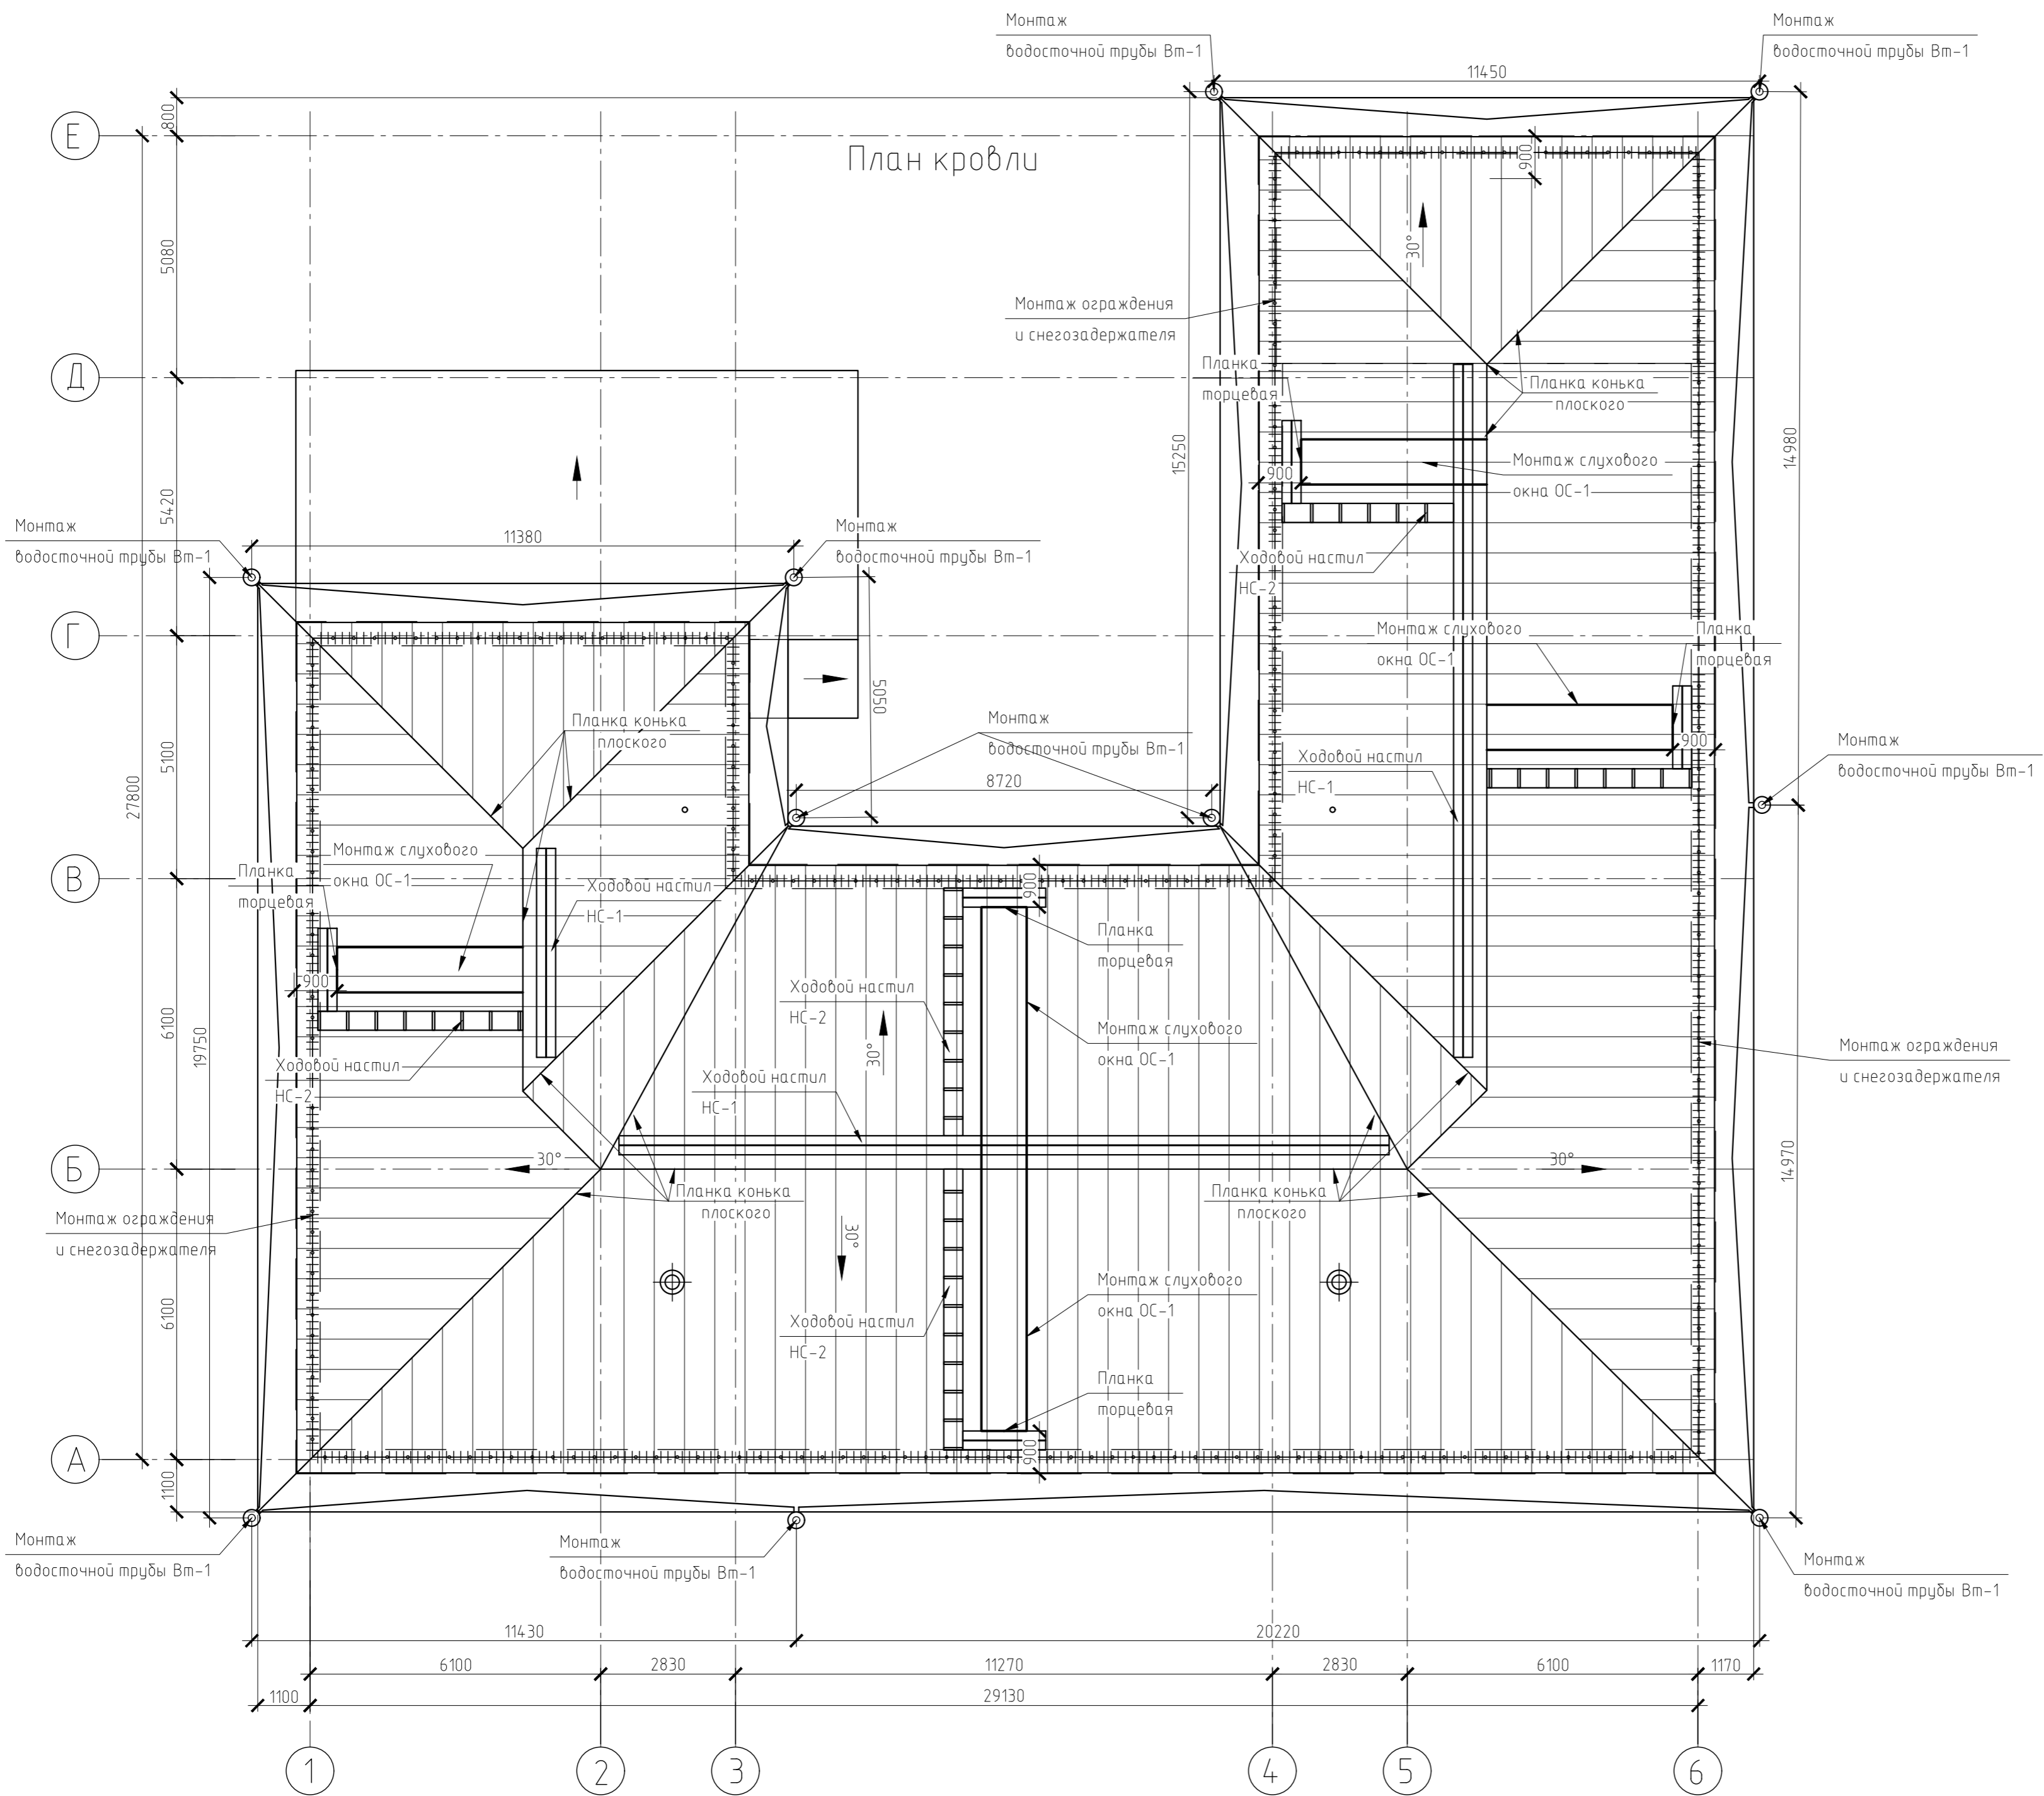 Монтаж
водосточной трубы Вт-1
Монтаж
водосточной трубы Вт-1
11450
800
Е
План кровли
900
15250
5080
30°
14980
Монтаж ограждения
и снегозадержателя
Планка
торцевая
Планка конька
плоского
Д
5420
900
Монтаж слухового
окна ОС-1
Монтаж
водосточной трубы Вт-1
11380
Монтаж
водосточной трубы Вт-1
Ходовой настил
НС-2
Г
Монтаж слухового
окна ОС-1
Планка
торцевая
5050
Планка конька
плоского
Монтаж
водосточной трубы Вт-1
900
Монтаж
водосточной трубы Вт-1
5100
27800
8720
Ходовой настил
НС-1
Монтаж слухового
окна ОС-1
Планка
торцевая
В
Ходовой настил
НС-1
900
Планка
торцевая
900
Ходовой настил
НС-2
Монтаж слухового
окна ОС-1
6100
19750
30°
Ходовой настил
НС-2
Ходовой настил
НС-1
Монтаж ограждения
и снегозадержателя
Б
30°
30°
14970
Планка конька
плоского
Планка конька
плоского
Монтаж ограждения
и снегозадержателя
30°
Монтаж слухового
окна ОС-1
6100
Ходовой настил
НС-2
Планка
торцевая
А
900
1100
Монтаж
водосточной трубы Вт-1
Монтаж
водосточной трубы Вт-1
Монтаж
водосточной трубы Вт-1
11430
20220
6100
2830
11270
2830
6100
1170
1100
29130
1
2
3
4
5
6